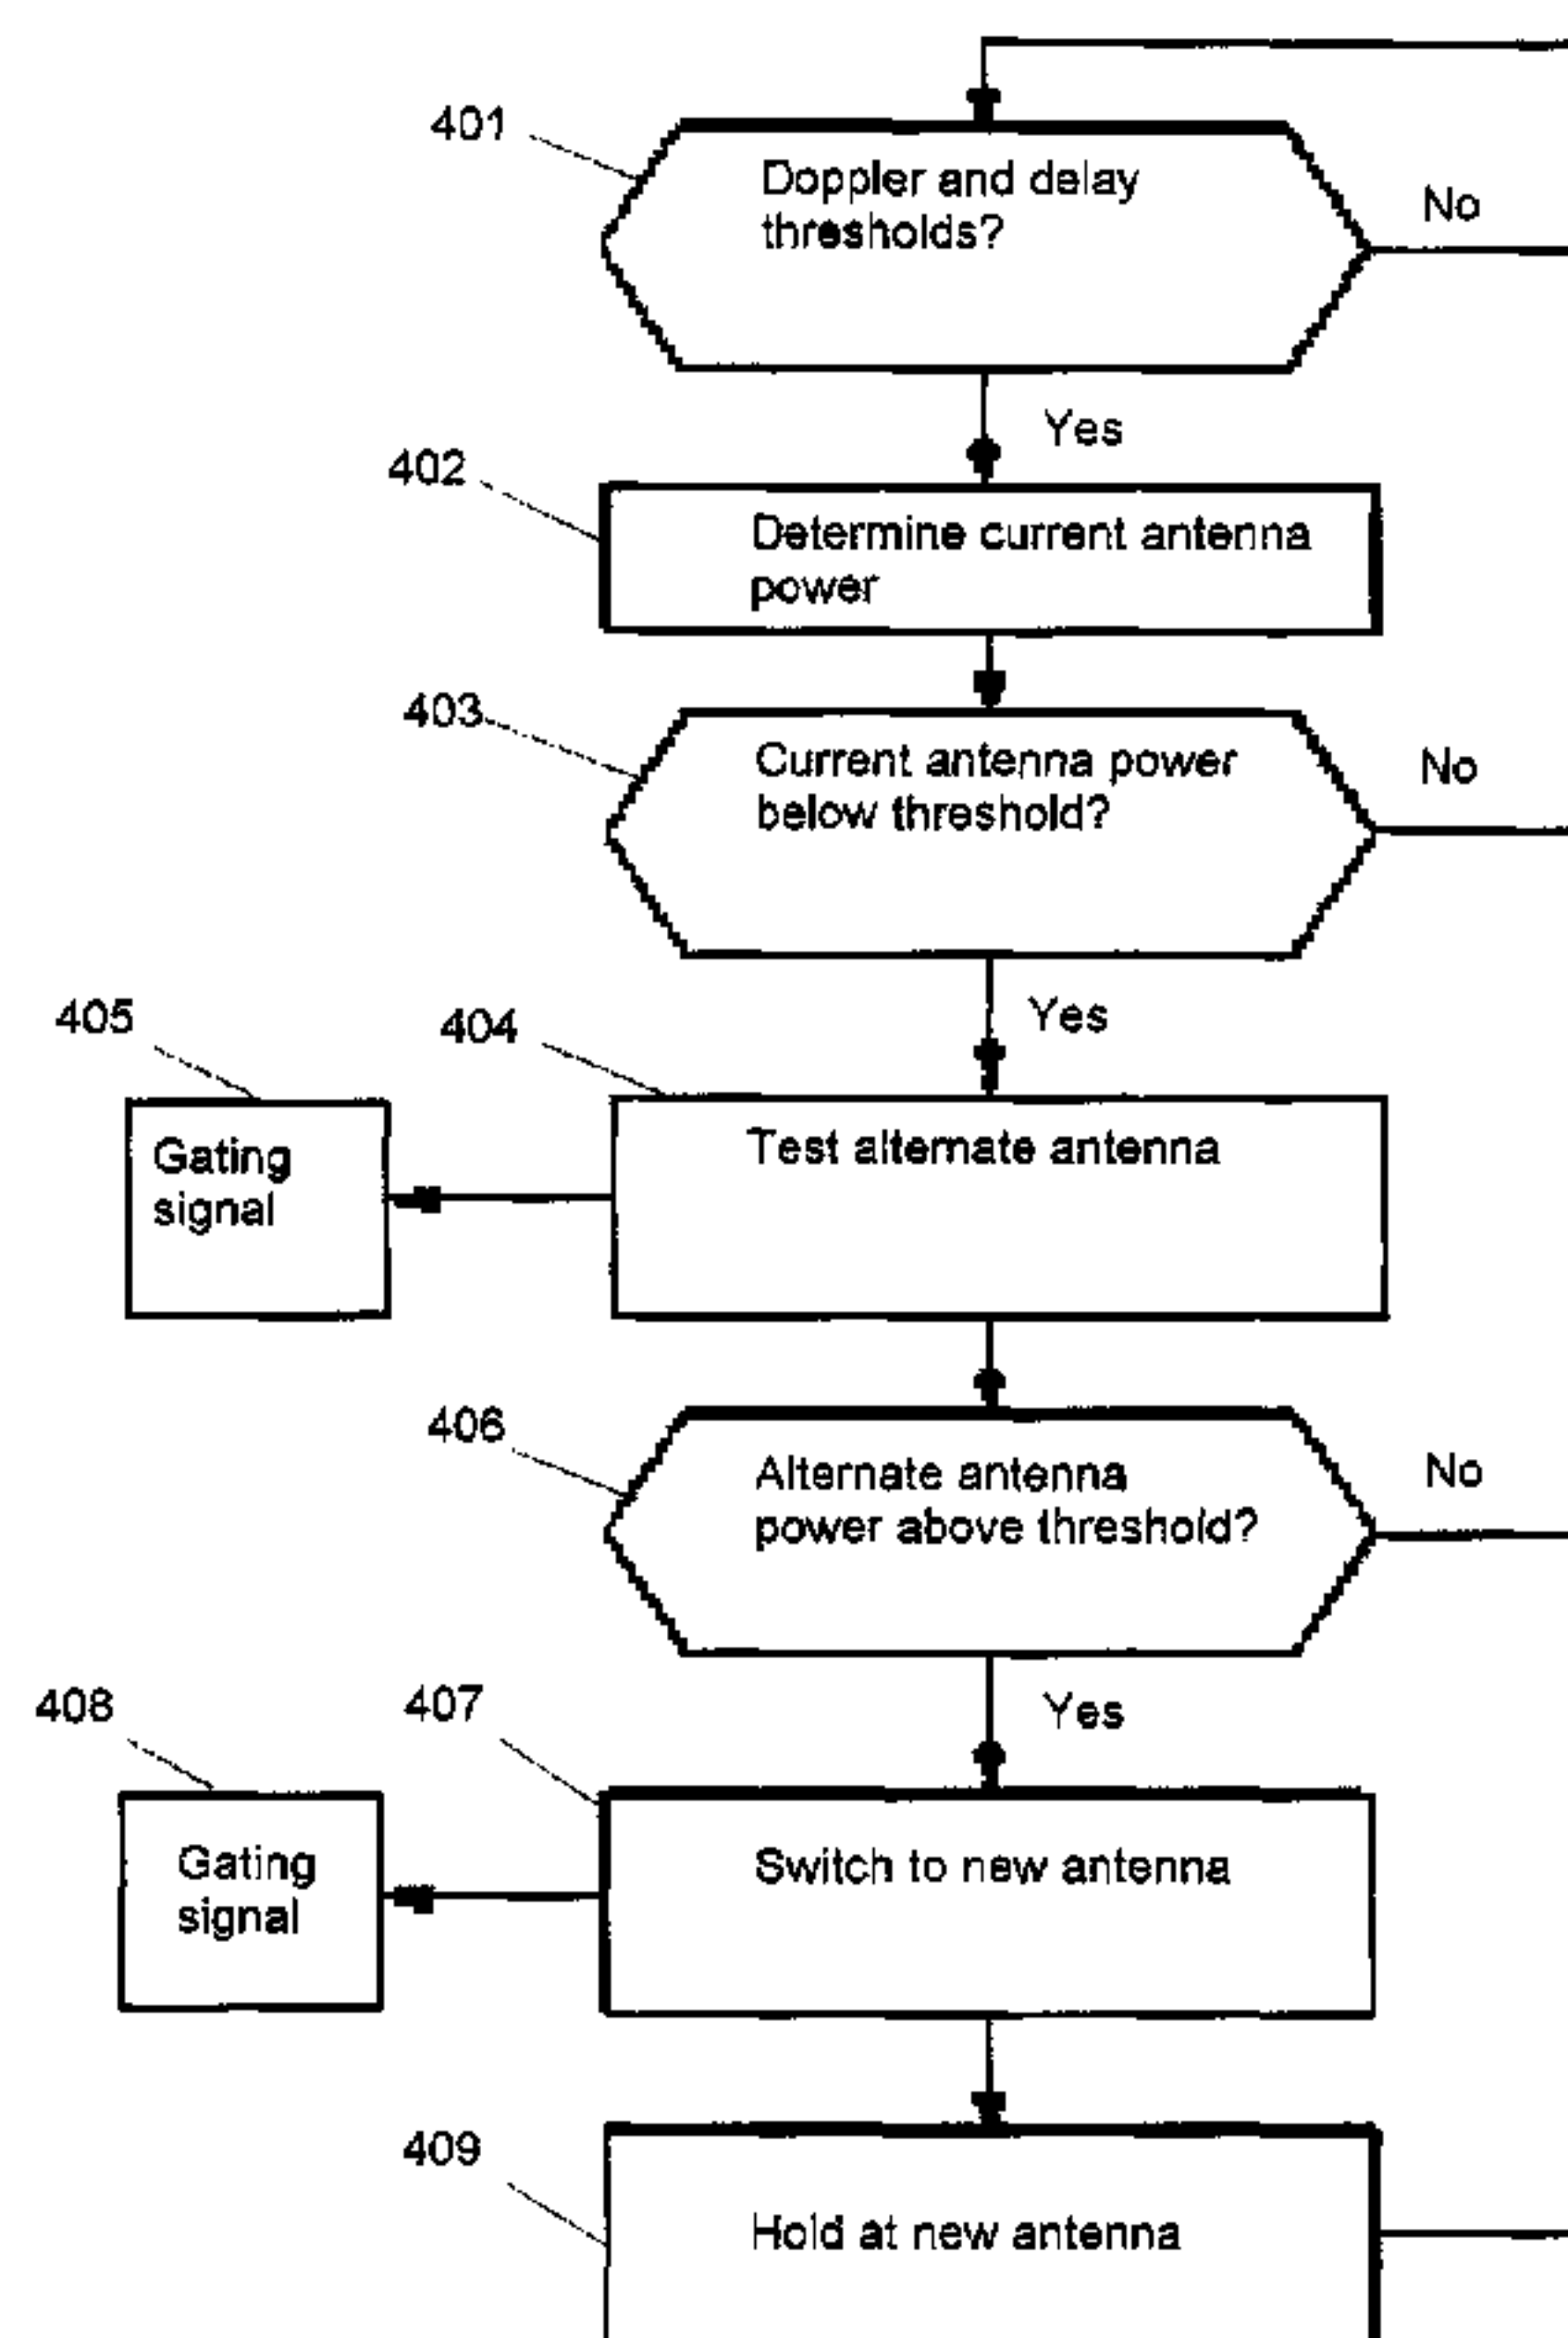 401
Doppler and delay
thresholds?
No
Yes
402
Determine current antenna
power
403
Current antenna power
below threshold?
No
Yes
405
404
Gating
signal
Test alternate antenna
406
Alternate antenna
power above threshold?
No
Yes
408
407
Gating
signal
Switch to new antenna
409
Hold at new antenna